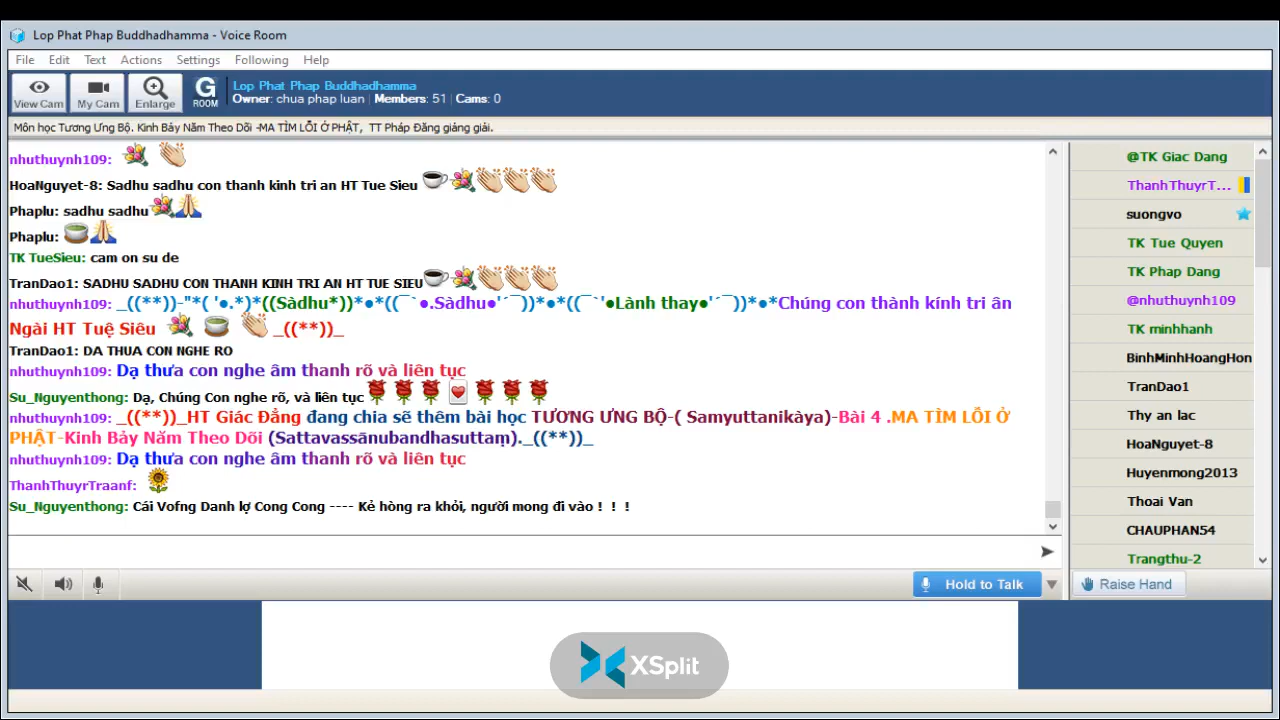 Lop Phat Phap Buddhadhamma - Voice Room
File Edit Text Actions Settings Following Help
View Cam
My Cam
Enlarge
G ROOM
Lop Phat Phap Buddhadhamma
Owner: chua phap luan | Members: 51 | Cams: 0
Môn học Tương Ưng Bộ. Kinh Bảy Năm Theo Dõi -MA TÌM LỖI Ở PHẬT, TT Pháp Đăng giảng giải.
nhuthuynh109:
HoaNguyet-8: Sadhu sadhu con thanh kinh tri an HT Tue Sieu
Phaplu: sadhu sadhu
Phaplu:
TK TueSieu: cam on su de
TranDao1: SADHU SADHU CON THANH KINH TRI AN HT TUE SIEU
nhuthuynh109: _((**))-"*( '●.*)*((Sàdhu*))*●*((¯`●.Sàdhu●'´¯))*●*((¯`'●Lành thay●'´¯))*●*Chúng con thành kính tri ân
Ngài HT Tuệ Siêu _((**))_
TranDao1: DA THUA CON NGHE RO
nhuthuynh109: Dạ thưa con nghe âm thanh rõ và liên tục
Su_Nguyenthong: Dạ, Chúng Con nghe rõ, và liên tục
nhuthuynh109: _((**))_HT Giác Đẳng đang chia sẽ thêm bài học TƯƠNG ƯNG BỘ-( Samyuttanikàya)-Bài 4 .MA TÌM LỖI Ở
PHẬT-Kinh Bảy Năm Theo Dõi (Sattavassānubandhasuttaṃ)._((**))_
nhuthuynh109: Dạ thưa con nghe âm thanh rõ và liên tục
ThanhThuyrTraanf:
Su_Nguyenthong: Cái Vofng Danh lợ Cong Cong ---- Kẻ hòng ra khỏi, người mong đi vào ! ! !
@TK Giac Dang
ThanhThuyrT...
suongvo
TK Tue Quyen
TK Phap Dang
@nhuthuynh109
TK minhhanh
BinhMinhHoangHon
TranDao1
Thy an lac
HoaNguyet-8
Huyenmong2013
Thoai Van
CHAUPHAN54
Trangthu-2
Hold to Talk
Raise Hand
XSplit